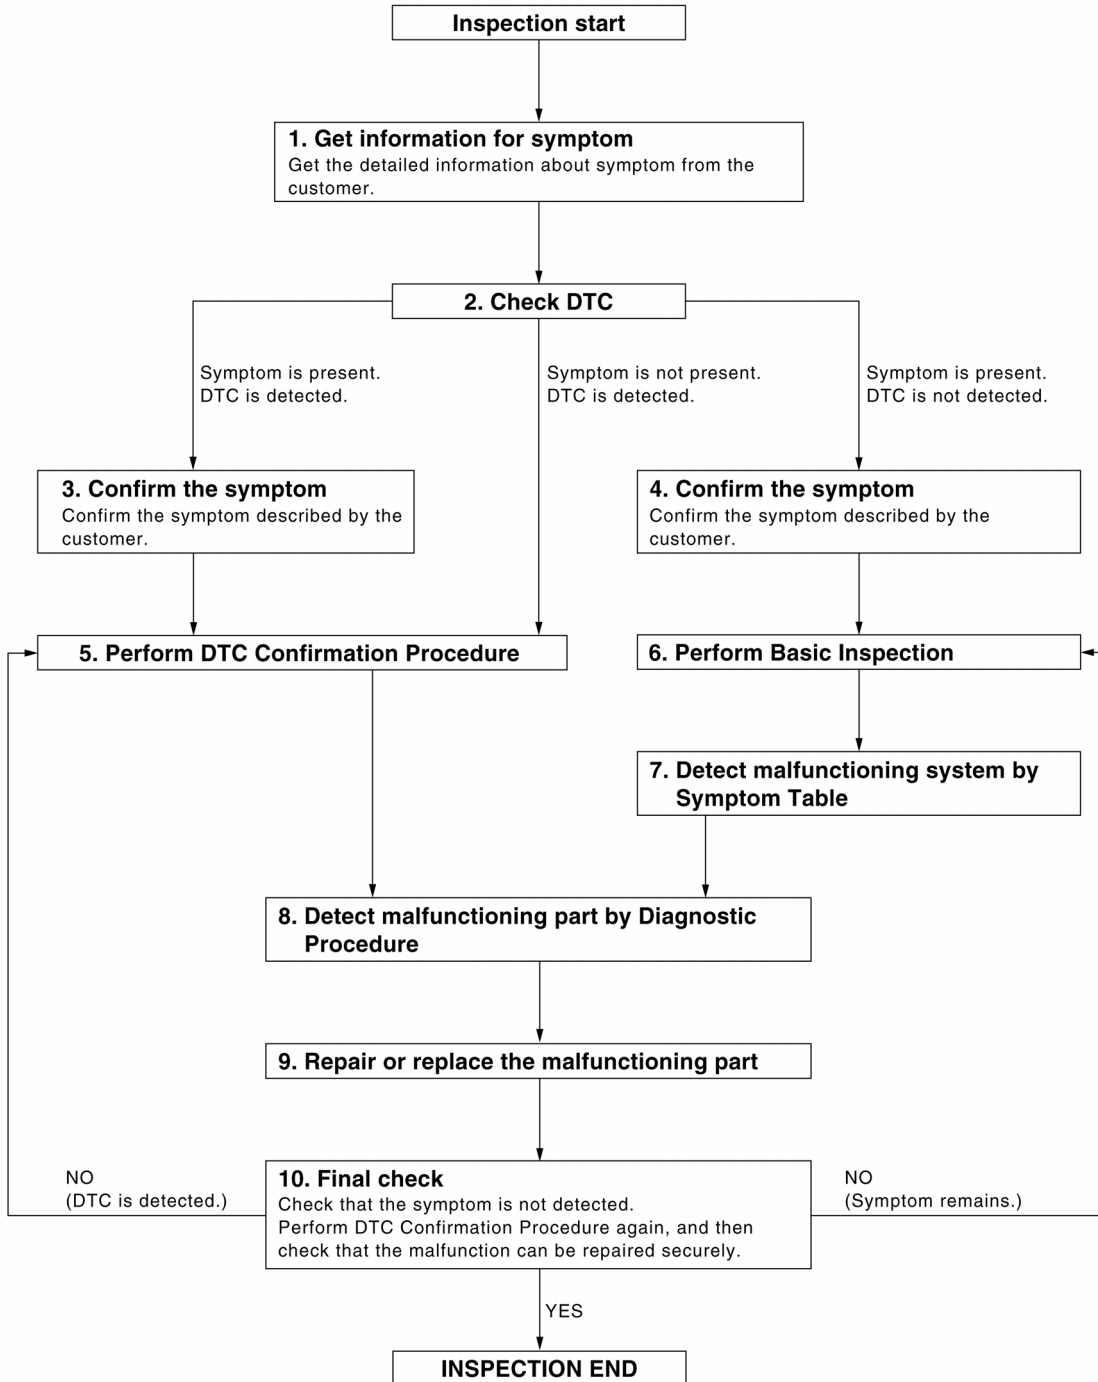 Inspection start
1. Get information for symptom
Get the detailed information about symptom from the
customer.
2. Check DTC
Symptom is present.
DTC is detected.
Symptom is not present.
DTC is detected.
Symptom is present.
DTC is not detected.
3. Confirm the symptom
Confirm the symptom described by the
customer.
4. Confirm the symptom
Confirm the symptom described by the
customer.
5. Perform DTC Confirmation Procedure
6. Perform Basic Inspection
7. Detect malfunctioning system by
Symptom Table
8. Detect malfunctioning part by Diagnostic
Procedure
9. Repair or replace the malfunctioning part
NO
(DTC is detected.)
10. Final check
Check that the symptom is not detected.
Perform DTC Confirmation Procedure again, and then
check that the malfunction can be repaired securely.
NO
(Symptom remains.)
YES
INSPECTION END